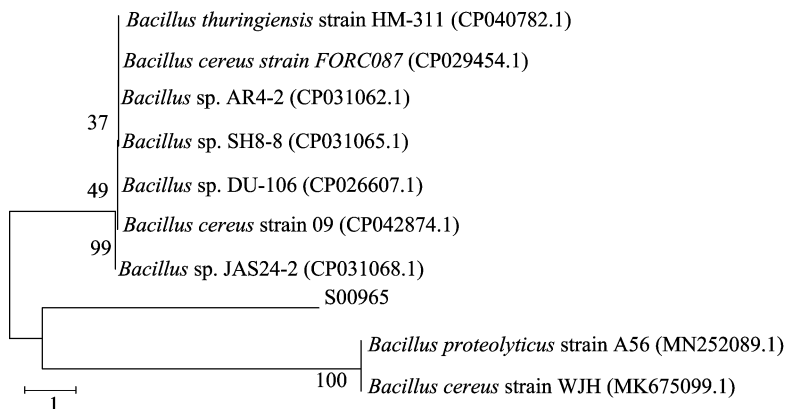 Bacillus thuringiensis strain HM-311 (CP040782.1)
Bacillus cereus strain FORC087 (CP029454.1)
Bacillus sp. AR4-2 (CP031062.1)
37
Bacillus sp. SH8-8 (CP031065.1)
49
Bacillus sp. DU-106 (CP026607.1)
Bacillus cereus strain 09 (CP042874.1)
99
Bacillus sp. JAS24-2 (CP031068.1)
S00965
Bacillus proteolyticus strain A56 (MN252089.1)
100
Bacillus cereus strain WJH (MK675099.1)
1